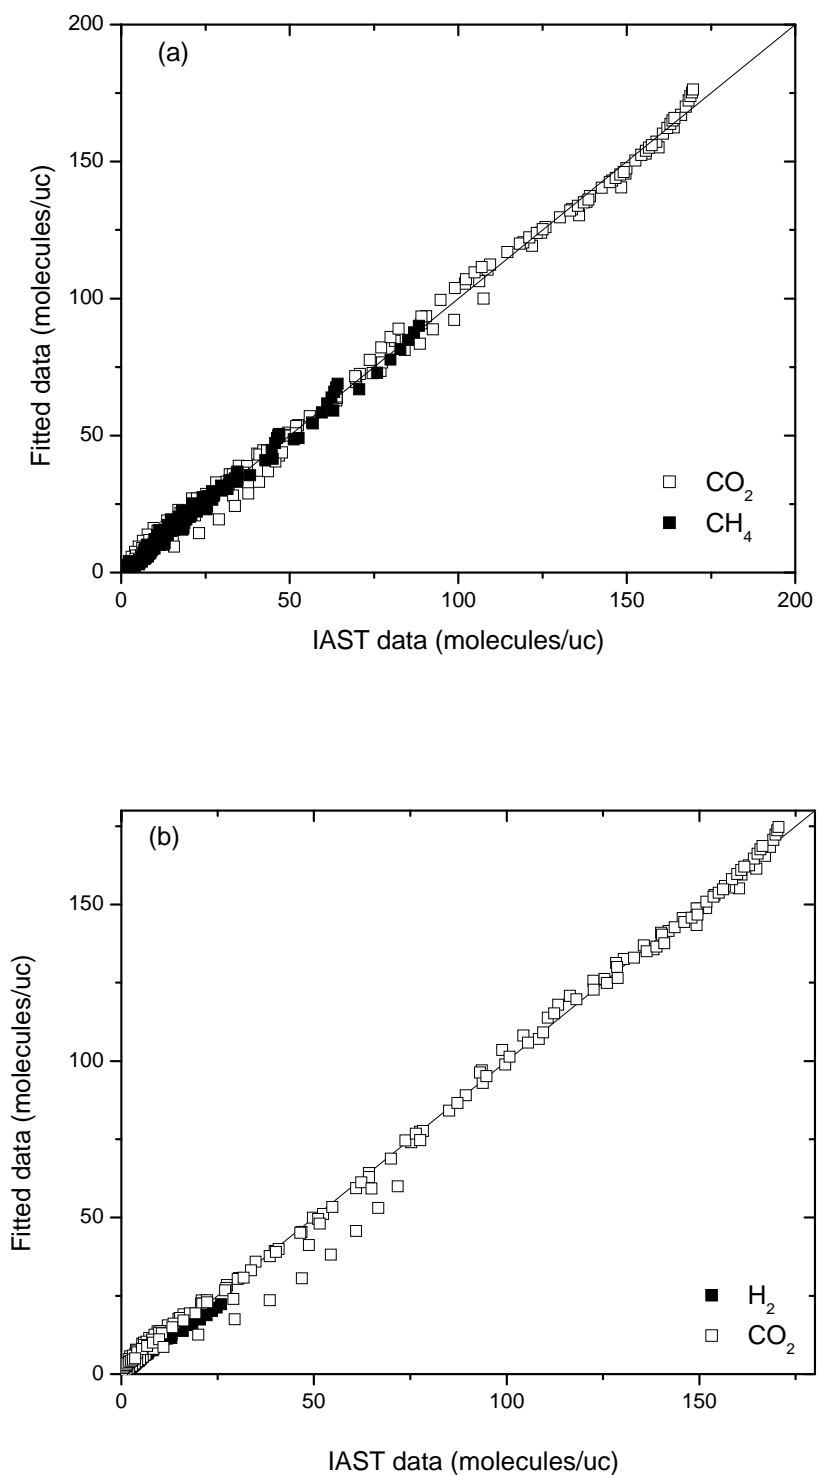 (a)
200
150
100
50
0
Fitted data (molecules/uc)
CO₂
CH₄
0 50 100 150 200
IAST data (molecules/uc)
(b)
150
100
50
0
Fitted data (molecules/uc)
H₂
CO₂
0 50 100 150
IAST data (molecules/uc)